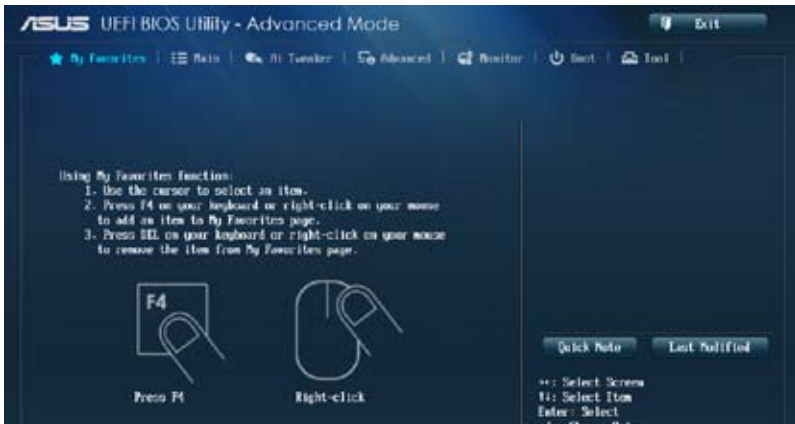 ASUS UEFI BIOS Utility - Advanced Mode
Exit
My Favorites | Main | Ai Tweaker | Advanced | Monitor | Boot | Tool |
Using My Favorites function:
1. Use the cursor to select an item.
2. Press F4 on your keyboard or right-click on your mouse
to add an item to My Favorites page.
3. Press DEL on your keyboard or right-click on your mouse
to remove the item from My Favorites page.
F4
Press F4
Right-click
Quick Note
Last Modified
→←: Select Screen
↑↓: Select Item
Enter: Select